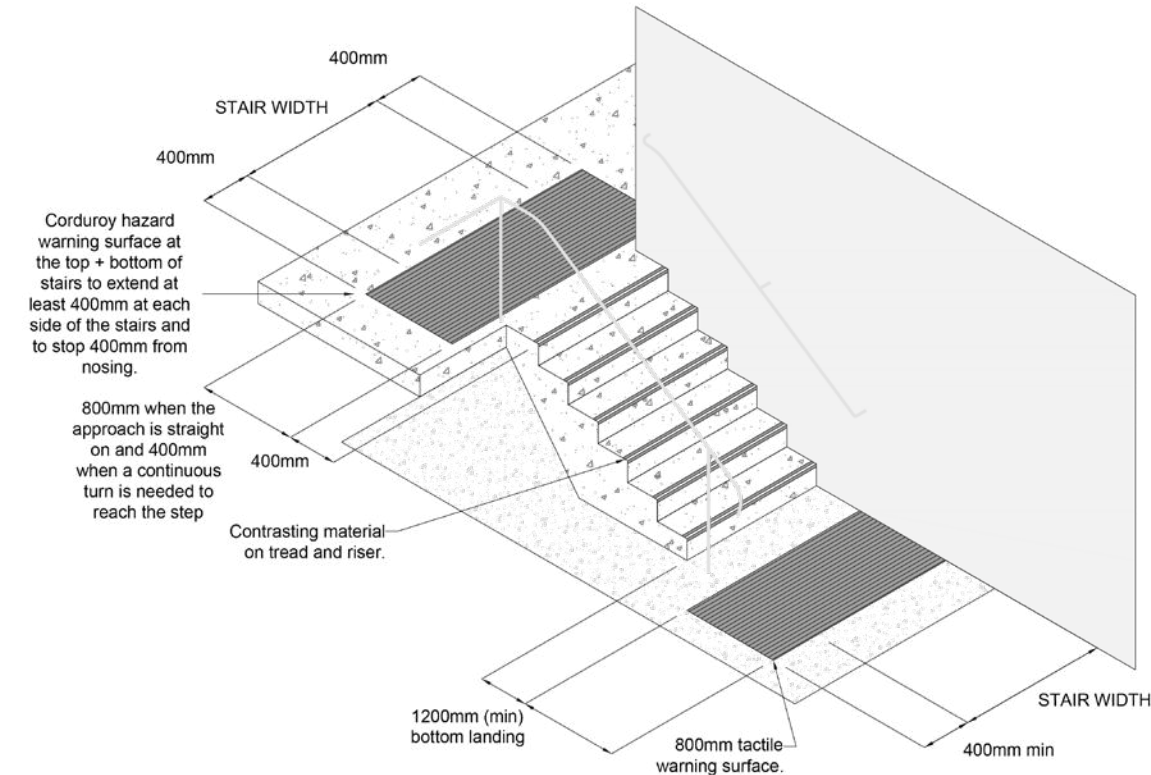 400mm
STAIR WIDTH
400mm
Corduroy hazard
warning surface at
the top + bottom of
stairs to extend at
least 400mm at each
side of the stairs and
to stop 400mm from
nosing.
800mm when the
approach is straight
on and 400mm
when a continuous
turn is needed to
reach the step
400mm
Contrasting material
on tread and riser.
1200mm (min)
bottom landing
800mm tactile
warning surface.
STAIR WIDTH
400mm min